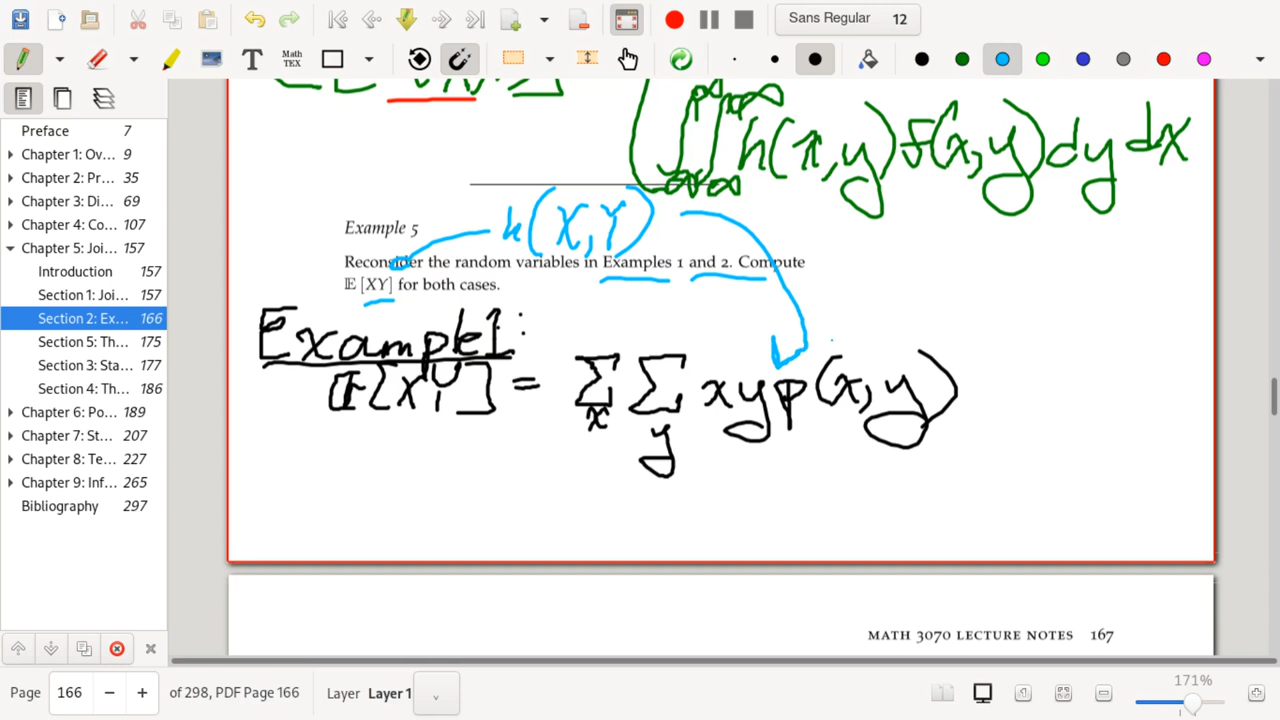 Sans Regular 12
T Math TEX
Preface 7
Chapter 1: Ov... 9
Chapter 2: Pr... 35
Chapter 3: Di... 69
Chapter 4: Co... 107
Chapter 5: Joi... 157
Introduction 157
Section 1: Joi... 157
Section 2: Ex... 166
Section 5: Th... 175
Section 3: Sta... 177
Section 4: Th... 186
Chapter 6: Po... 189
Chapter 7: St... 207
Chapter 8: Te... 227
Chapter 9: Inf... 265
Bibliography 297
∫∫ h(x,y) f(x,y) dy dx
Example 5
h(X,Y)
Reconsider the random variables in Examples 1 and 2. Compute
𝔼 [XY] for both cases.
Example 1:
𝔼[XY] = Σ_x Σ_y xy p(x,y)
MATH 3070 LECTURE NOTES 167
Page 166 − + of 298, PDF Page 166 Layer Layer 1 171%